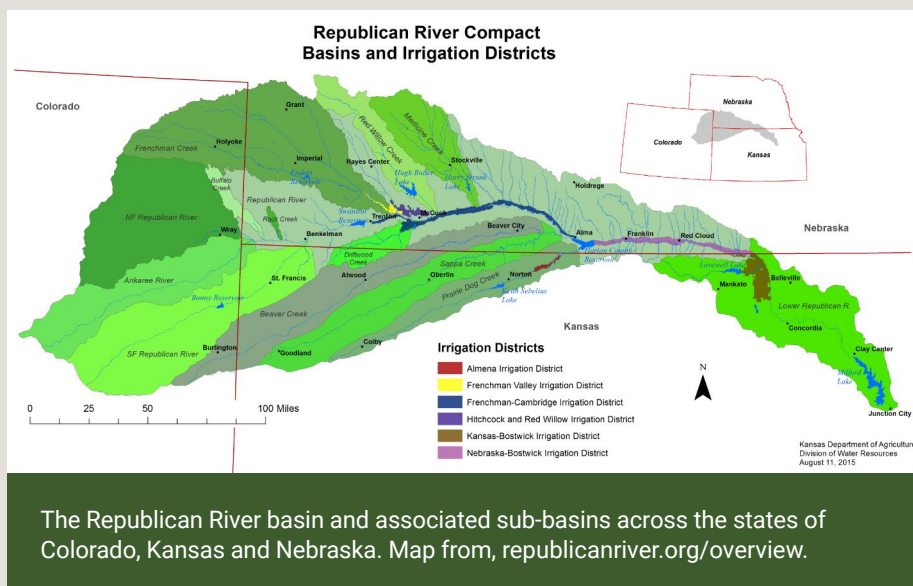 Republican River Compact
Basins and Irrigation Districts
Colorado
Nebraska
Colorado
Kansas
Grant
Frenchman Creek
Holyoke
Imperial
Enders
Reservoir
Red Willow Creek
Medicine Creek
Hayes Center
Stockville
Hugh Butler
Lake
Harry Strunk
Lake
Buffalo
Creek
Republican River
Rock Creek
Swanson
Reservoir
Trenton
McCook
Holdrege
NF Republican River
Wray
Benkelman
Beaver City
Alma
Franklin
Red Cloud
Nebraska
Harlan County
Reservoir
Driftwood
Creek
Sappa Creek
Arikaree River
St. Francis
Atwood
Oberlin
Norton
Prairie Dog Creek
Keith Sebelius
Lake
Lovewell Lake
Mankato
Belleville
Bonny Reservoir
Beaver Creek
Lower Republican R.
Kansas
SF Republican River
Burlington
Goodland
Colby
Concordia
Clay Center
Milford
Lake
Junction City
Irrigation Districts
Almena Irrigation District
Frenchman Valley Irrigation District
Frenchman-Cambridge Irrigation District
Hitchcock and Red Willow Irrigation District
Kansas-Bostwick Irrigation District
Nebraska-Bostwick Irrigation District
N
0 25 50 100 Miles
Kansas Department of Agricultur
Division of Water Resources
August 11, 2015
The Republican River basin and associated sub-basins across the states of
Colorado, Kansas and Nebraska. Map from, republicanriver.org/overview.